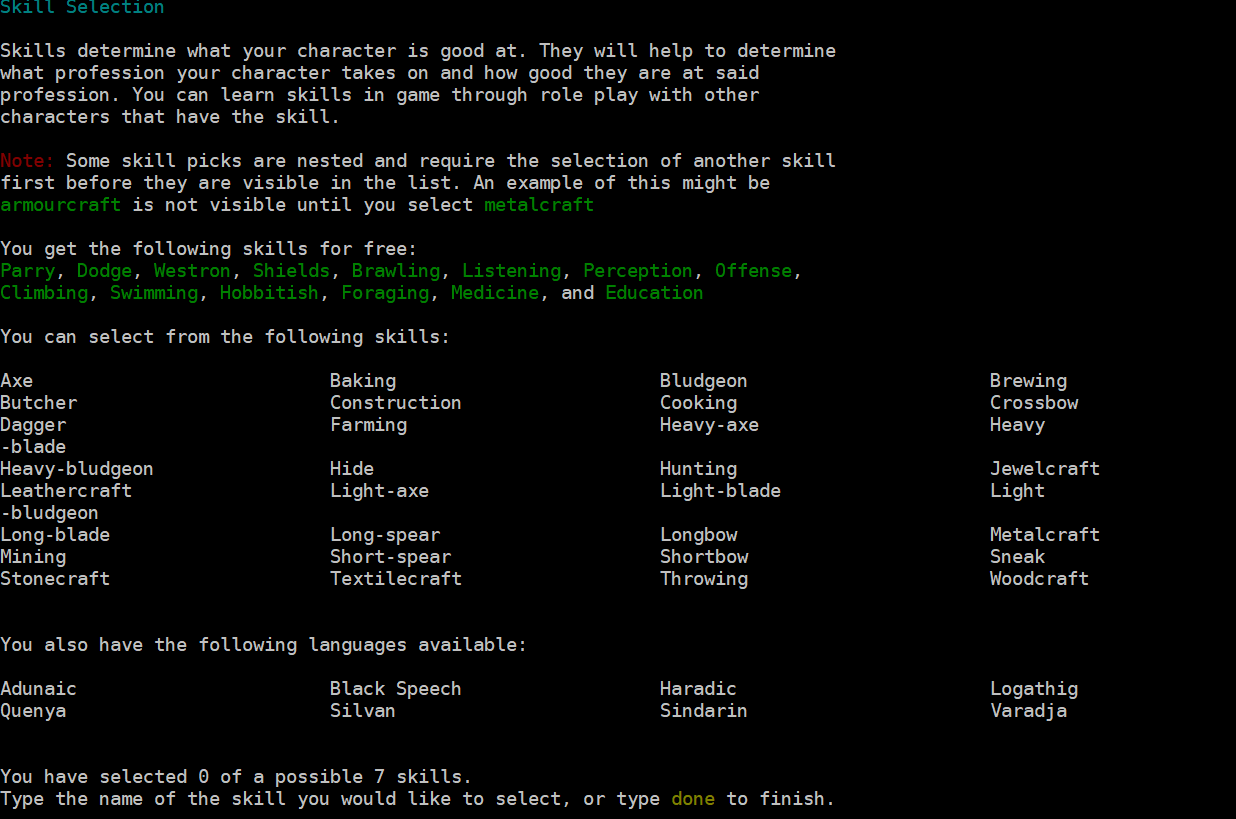 Skill Selection
Skills determine what your character is good at. They will help to determine
what profession your character takes on and how good they are at said
profession. You can learn skills in game through role play with other
characters that have the skill.
Note: Some skill picks are nested and require the selection of another skill
first before they are visible in the list. An example of this might be
armourcraft is not visible until you select metalcraft
You get the following skills for free:
Parry, Dodge, Westron, Shields, Brawling, Listening, Perception, Offense,
Climbing, Swimming, Hobbitish, Foraging, Medicine, and Education
You can select from the following skills:
Axe Baking Bludgeon Brewing
Butcher Construction Cooking Crossbow
Dagger Farming Heavy-axe Heavy
-blade
Heavy-bludgeon Hide Hunting Jewelcraft
Leathercraft Light-axe Light-blade Light
-bludgeon
Long-blade Long-spear Longbow Metalcraft
Mining Short-spear Shortbow Sneak
Stonecraft Textilecraft Throwing Woodcraft
You also have the following languages available:
Adunaic Black Speech Haradic Logathig
Quenya Silvan Sindarin Varadja
You have selected 0 of a possible 7 skills.
Type the name of the skill you would like to select, or type done to finish.